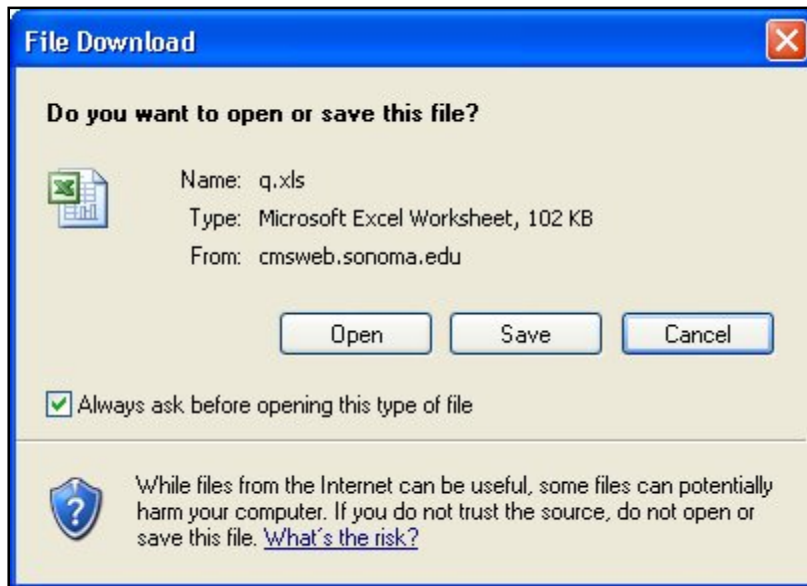 File Download
Do you want to open or save this file?
Name: q.xls
Type: Microsoft Excel Worksheet, 102 KB
From: cmsweb.sonoma.edu
Open Save Cancel
Always ask before opening this type of file
While files from the Internet can be useful, some files can potentially
harm your computer. If you do not trust the source, do not open or
save this file. What's the risk?